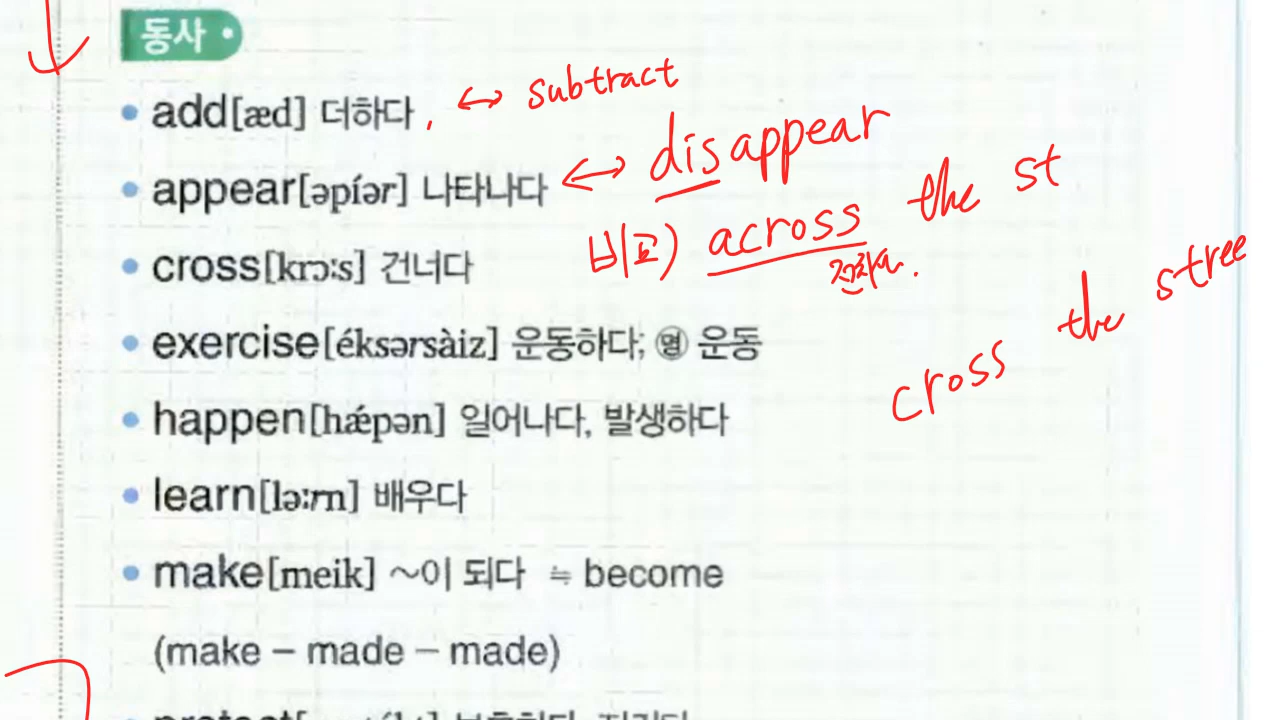 동사
add[æd] 더하다, ↔ subtract
appear[əpíər] 나타나다 ↔ disappear
비교) across the st
전치사.
cross[krɔːs] 건너다
cross the stree
exercise[éksərsàiz] 운동하다; 명 운동
happen[hǽpən] 일어나다, 발생하다
learn[ləːrn] 배우다
make[meik] ~이 되다 ≒ become
(make – made – made)